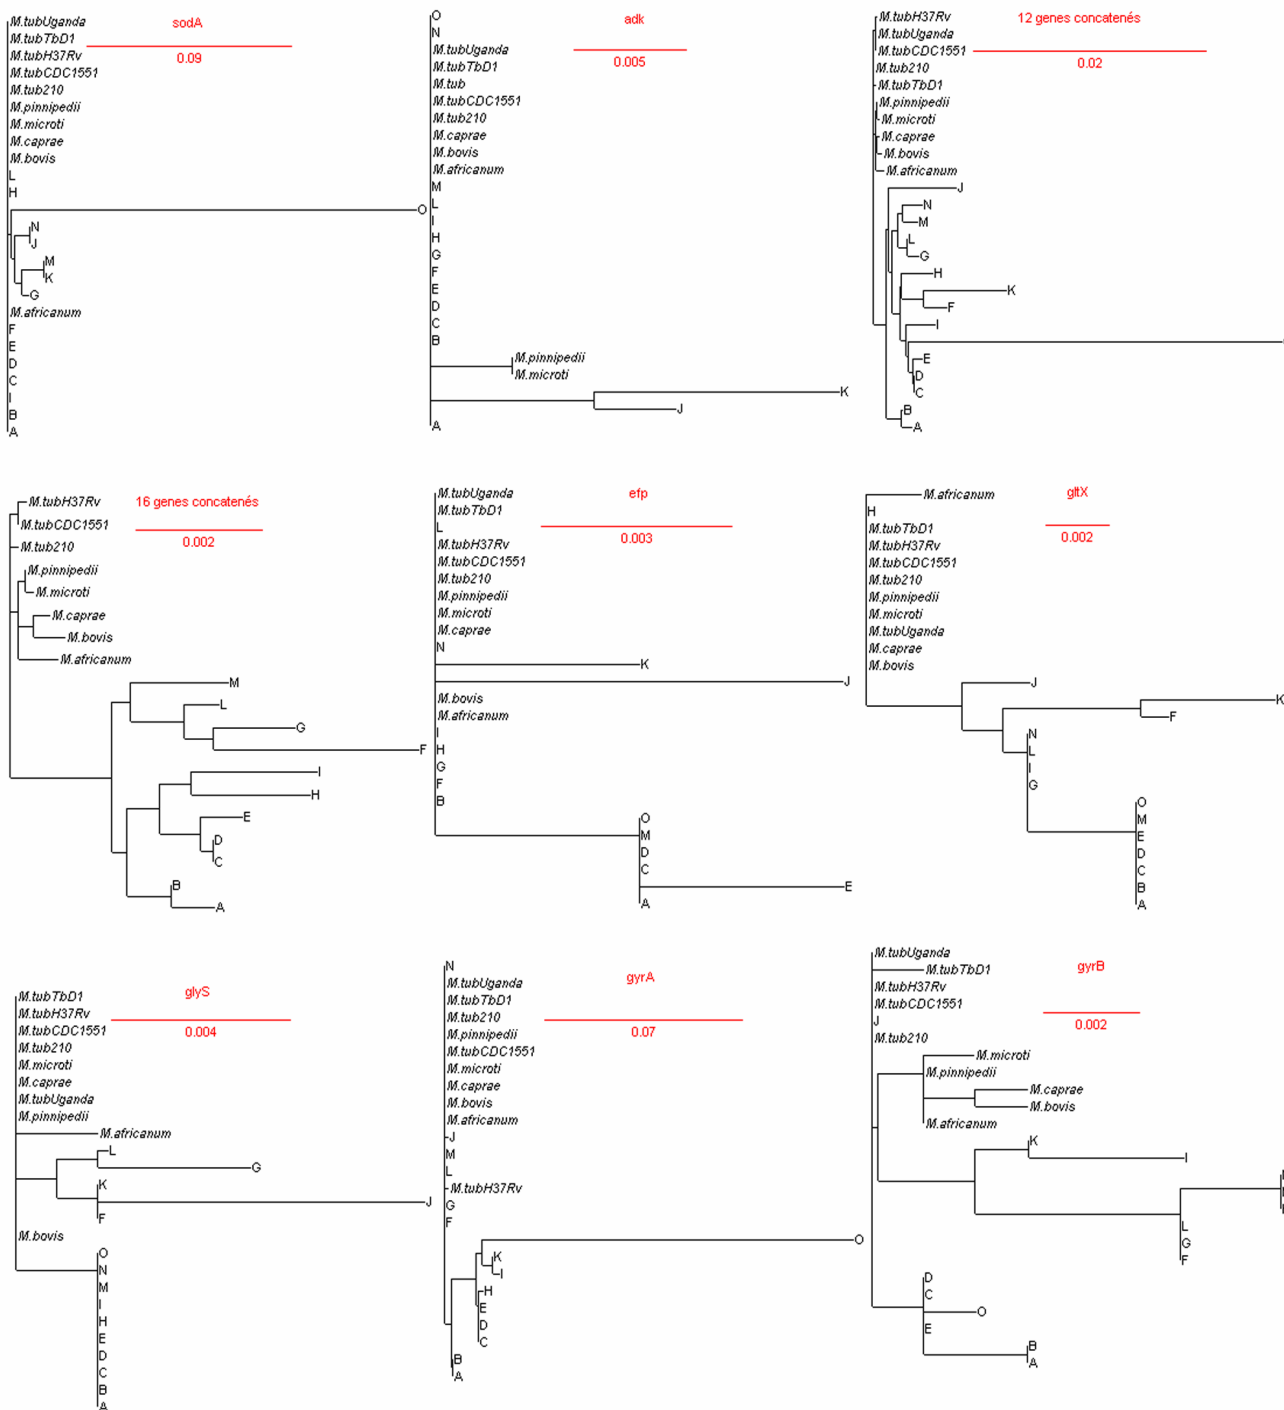 sodA
0.09
M.tubUganda
M.tubTbD1
M.tubH37Rv
M.tubCDC1551
M.tub210
M.pinnipedii
M.microti
M.caprae
M.bovis
L
H
O
N
J
M
K
G
M.africanum
F
E
D
C
I
B
A
adk
0.005
O
N
M.tubUganda
M.tubTbD1
M.tub
M.tubCDC1551
M.tub210
M.caprae
M.bovis
M.africanum
M
L
I
H
G
F
E
D
C
B
M.pinnipedii
M.microti
K
J
A
12 genes concatenés
0.02
M.tubH37Rv
M.tubUganda
M.tubCDC1551
M.tub210
M.tubTbD1
M.pinnipedii
M.microti
M.caprae
M.bovis
M.africanum
J
N
M
L
G
H
K
F
I
E
D
C
B
A
16 genes concatenés
0.002
M.tubH37Rv
M.tubCDC1551
M.tub210
M.pinnipedii
M.microti
M.caprae
M.bovis
M.africanum
M
L
G
F
I
H
E
D
C
B
A
efp
0.003
M.tubUganda
M.tubTbD1
L
M.tubH37Rv
M.tubCDC1551
M.tub210
M.pinnipedii
M.microti
M.caprae
N
K
J
M.bovis
M.africanum
I
H
G
F
B
O
M
D
C
E
A
gltX
0.002
M.africanum
H
M.tubTbD1
M.tubH37Rv
M.tubCDC1551
M.tub210
M.pinnipedii
M.microti
M.tubUganda
M.caprae
M.bovis
J
K
F
N
L
I
G
O
M
E
D
C
B
A
glyS
0.004
M.tubTbD1
M.tubH37Rv
M.tubCDC1551
M.tub210
M.microti
M.caprae
M.tubUganda
M.pinnipedii
M.africanum
L
G
K
J
F
M.bovis
O
N
M
I
H
E
D
C
B
A
gyrA
0.07
N
M.tubUganda
M.tubTbD1
M.tub210
M.pinnipedii
M.tubCDC1551
M.microti
M.caprae
M.bovis
M.africanum
J
M
L
M.tubH37Rv
G
F
O
K
I
H
E
D
C
B
A
gyrB
0.002
M.tubUganda
M.tubTbD1
M.tubH37Rv
M.tubCDC1551
J
M.tub210
M.microti
M.pinnipedii
M.caprae
M.bovis
M.africanum
K
I
L
G
F
D
C
O
E
B
A